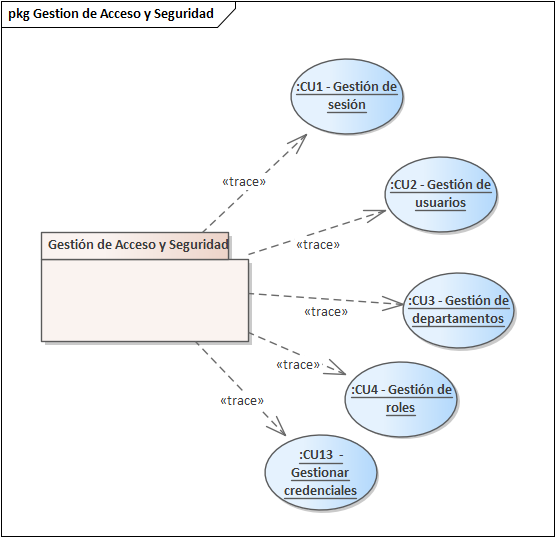 pkg Gestion de Acceso y Seguridad
:CU1 - Gestión de
sesión
«trace»
:CU2 - Gestión de
usuarios
«trace»
Gestión de Acceso y Seguridad
:CU3 - Gestión de
departamentos
«trace»
:CU4 - Gestión de
roles
«trace»
:CU13 -
Gestionar
credenciales
«trace»